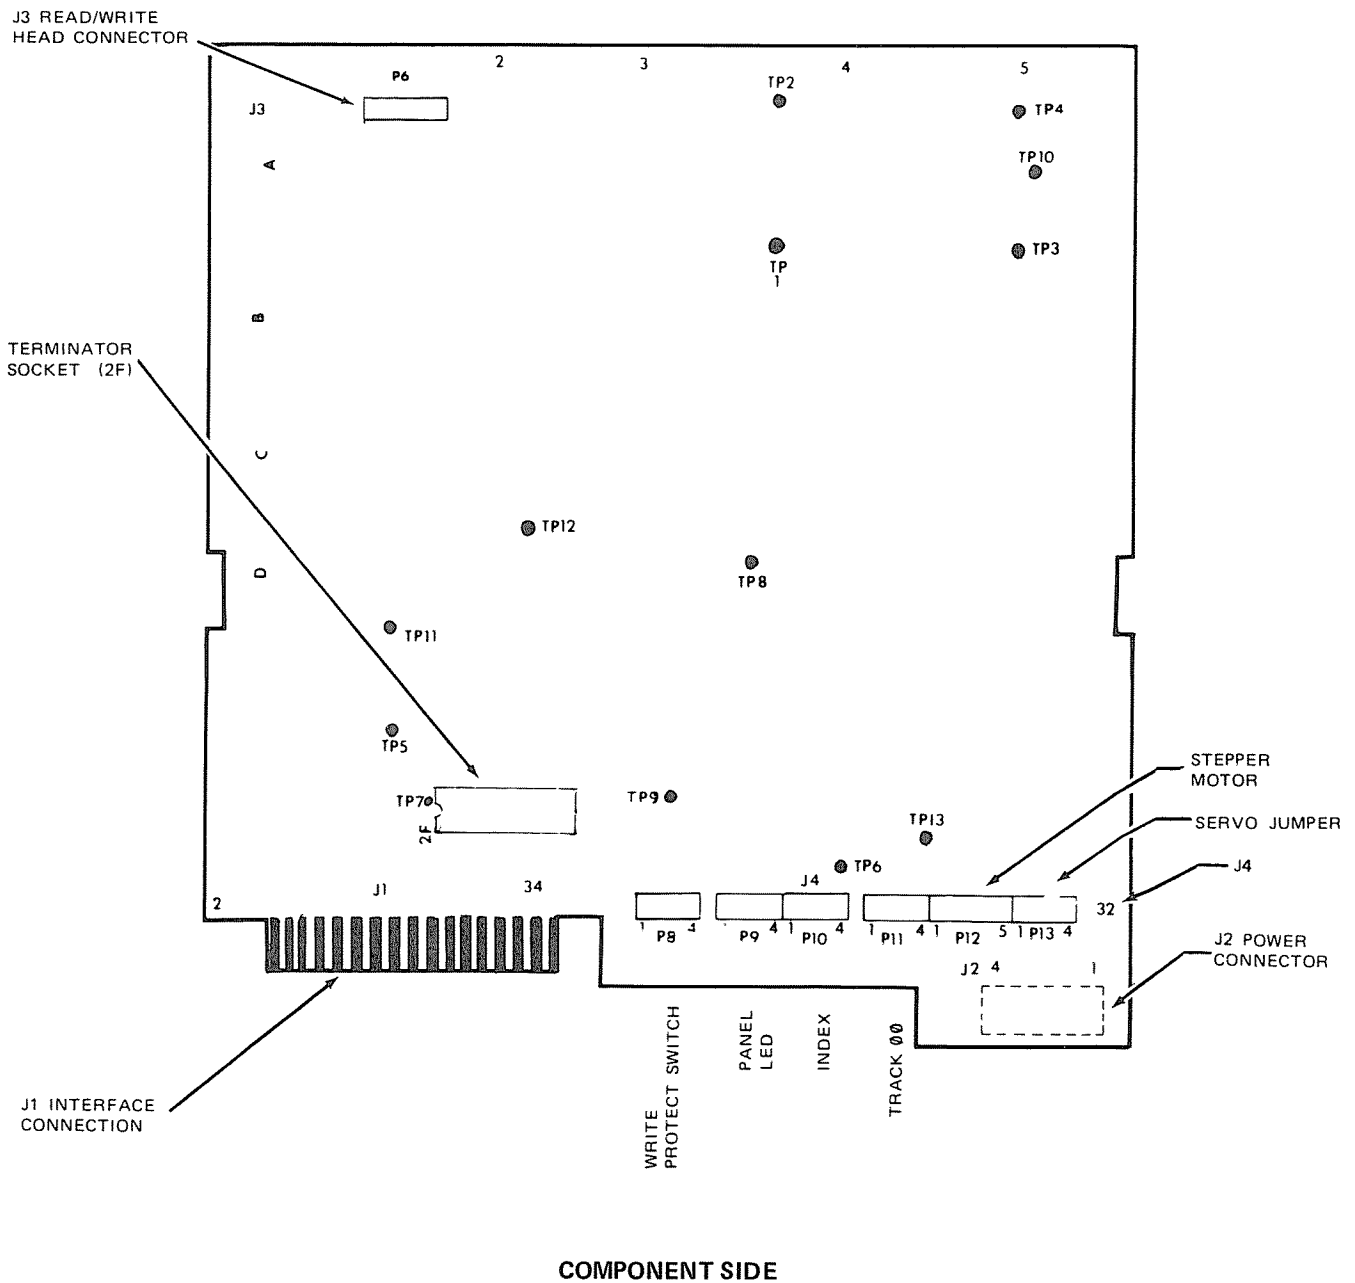 J3 READ/WRITE
HEAD CONNECTOR
P6
2
3
4
5
J3
TP2
TP4
A
TP10
TP
1
TP3
B
TERMINATOR
SOCKET (2F)
C
TP12
D
TP8
TP11
TP5
TP7
2F
TP9
TP13
TP6
STEPPER
MOTOR
SERVO JUMPER
J4
2
J1
34
J4
32
1 P8 4
P9 4
1 P10 4
1 P11 4
1 P12 5
1 P13 4
J2 4 1
J2 POWER
CONNECTOR
WRITE
PROTECT SWITCH
PANEL
LED
INDEX
TRACK 00
J1 INTERFACE
CONNECTION
COMPONENT SIDE